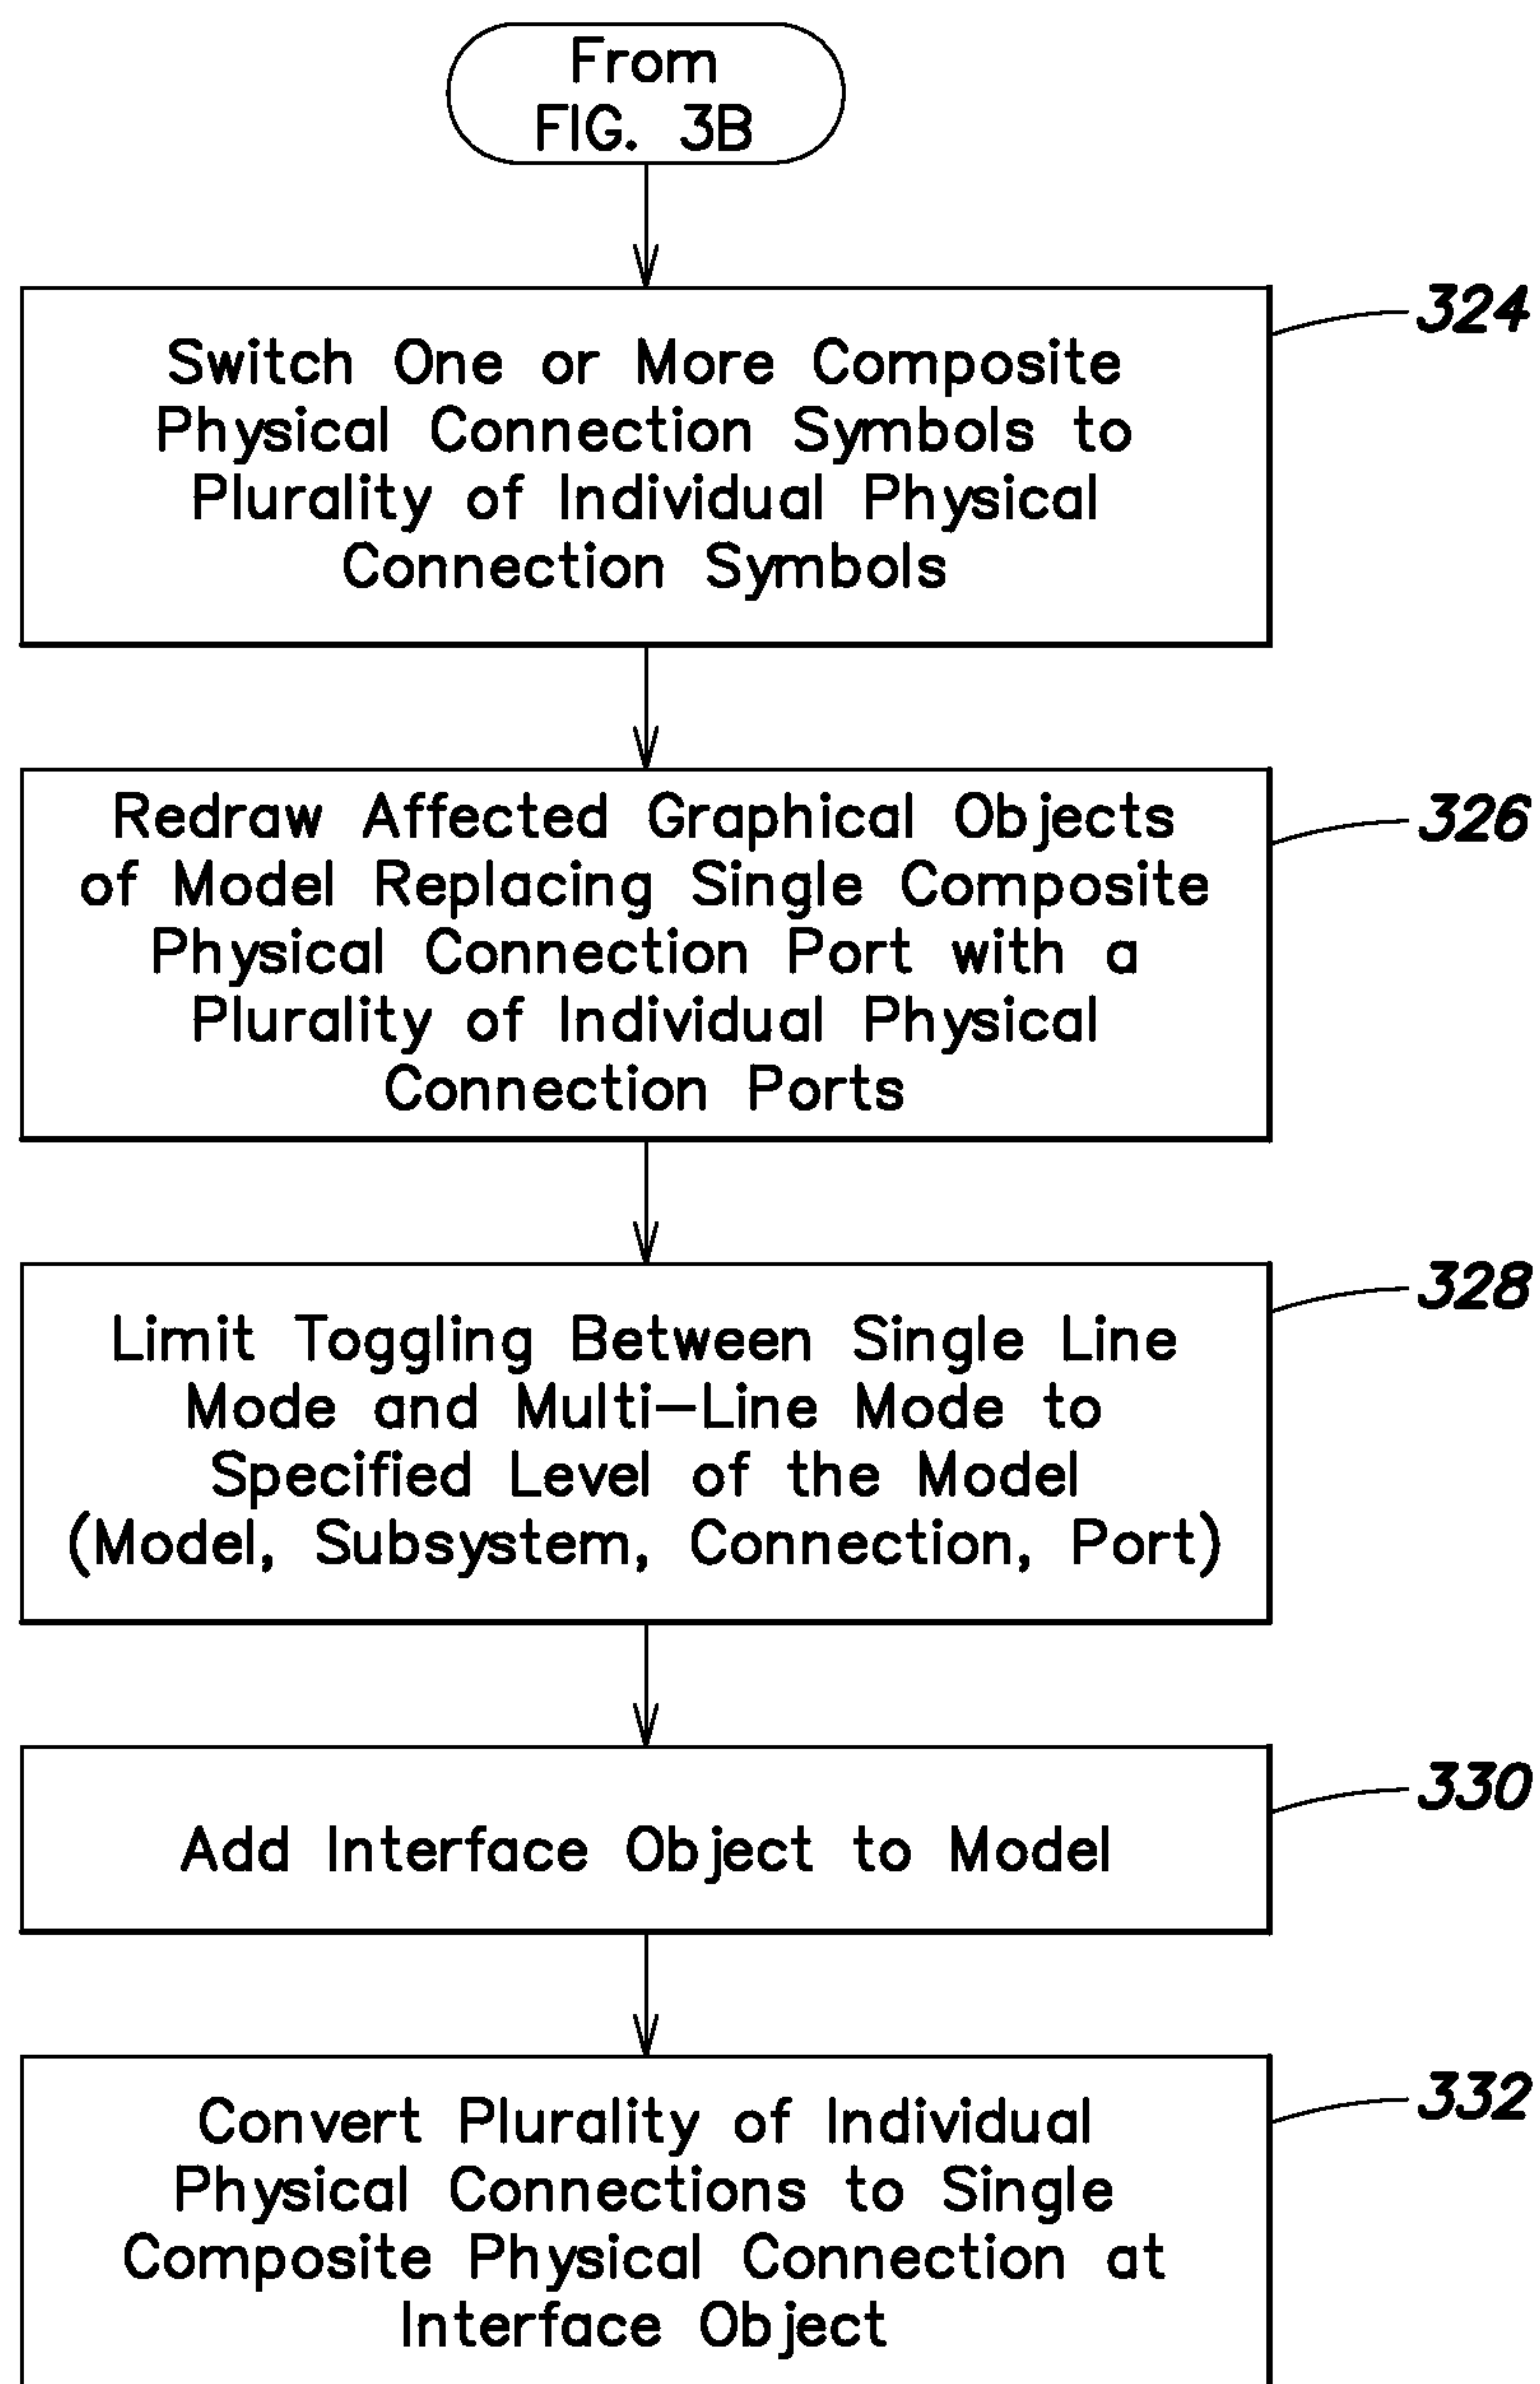 From
FIG. 3B
324
Switch One or More Composite
Physical Connection Symbols to
Plurality of Individual Physical
Connection Symbols
326
Redraw Affected Graphical Objects
of Model Replacing Single Composite
Physical Connection Port with a
Plurality of Individual Physical
Connection Ports
328
Limit Toggling Between Single Line
Mode and Multi-Line Mode to
Specified Level of the Model
(Model, Subsystem, Connection, Port)
330
Add Interface Object to Model
332
Convert Plurality of Individual
Physical Connections to Single
Composite Physical Connection at
Interface Object